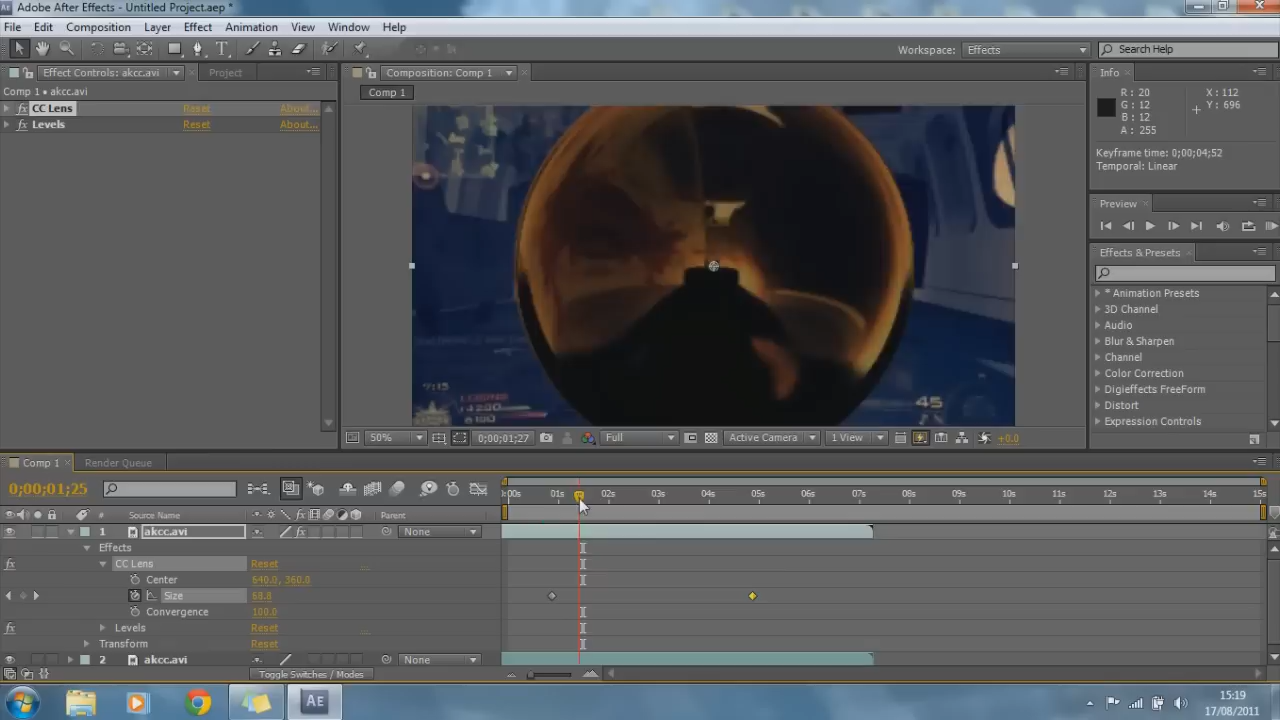 Adobe After Effects - Untitled Project.aep *
File Edit Composition Layer Effect Animation View Window Help
Workspace: Effects Search Help
Effect Controls: akcc.avi Project
Composition: Comp 1
Info
Comp 1 • akcc.avi
Comp 1
CC Lens Reset About...
Levels Reset About...
R: 20 X: 112
G: 12 Y: 696
B: 12
A: 255
Keyframe time: 0;00;04;52
Temporal: Linear
Preview
Effects & Presets
* Animation Presets
3D Channel
Audio
Blur & Sharpen
Channel
Color Correction
Digieffects FreeForm
Distort
Expression Controls
45
50% 0;00;01;27 Full Active Camera 1 View +0.0
Comp 1 Render Queue
0;00;01;25
0:00s 01s 02s 03s 04s 05s 06s 07s 08s 09s 10s 11s 12s 13s 14s 15s
# Source Name Parent
1 akcc.avi None
Effects
CC Lens Reset ...
Center 640.0, 360.0
Size 68.8
Convergence 100.0
Levels Reset ...
Transform Reset
2 akcc.avi None
Toggle Switches / Modes
Ae
15:19
17/08/2011